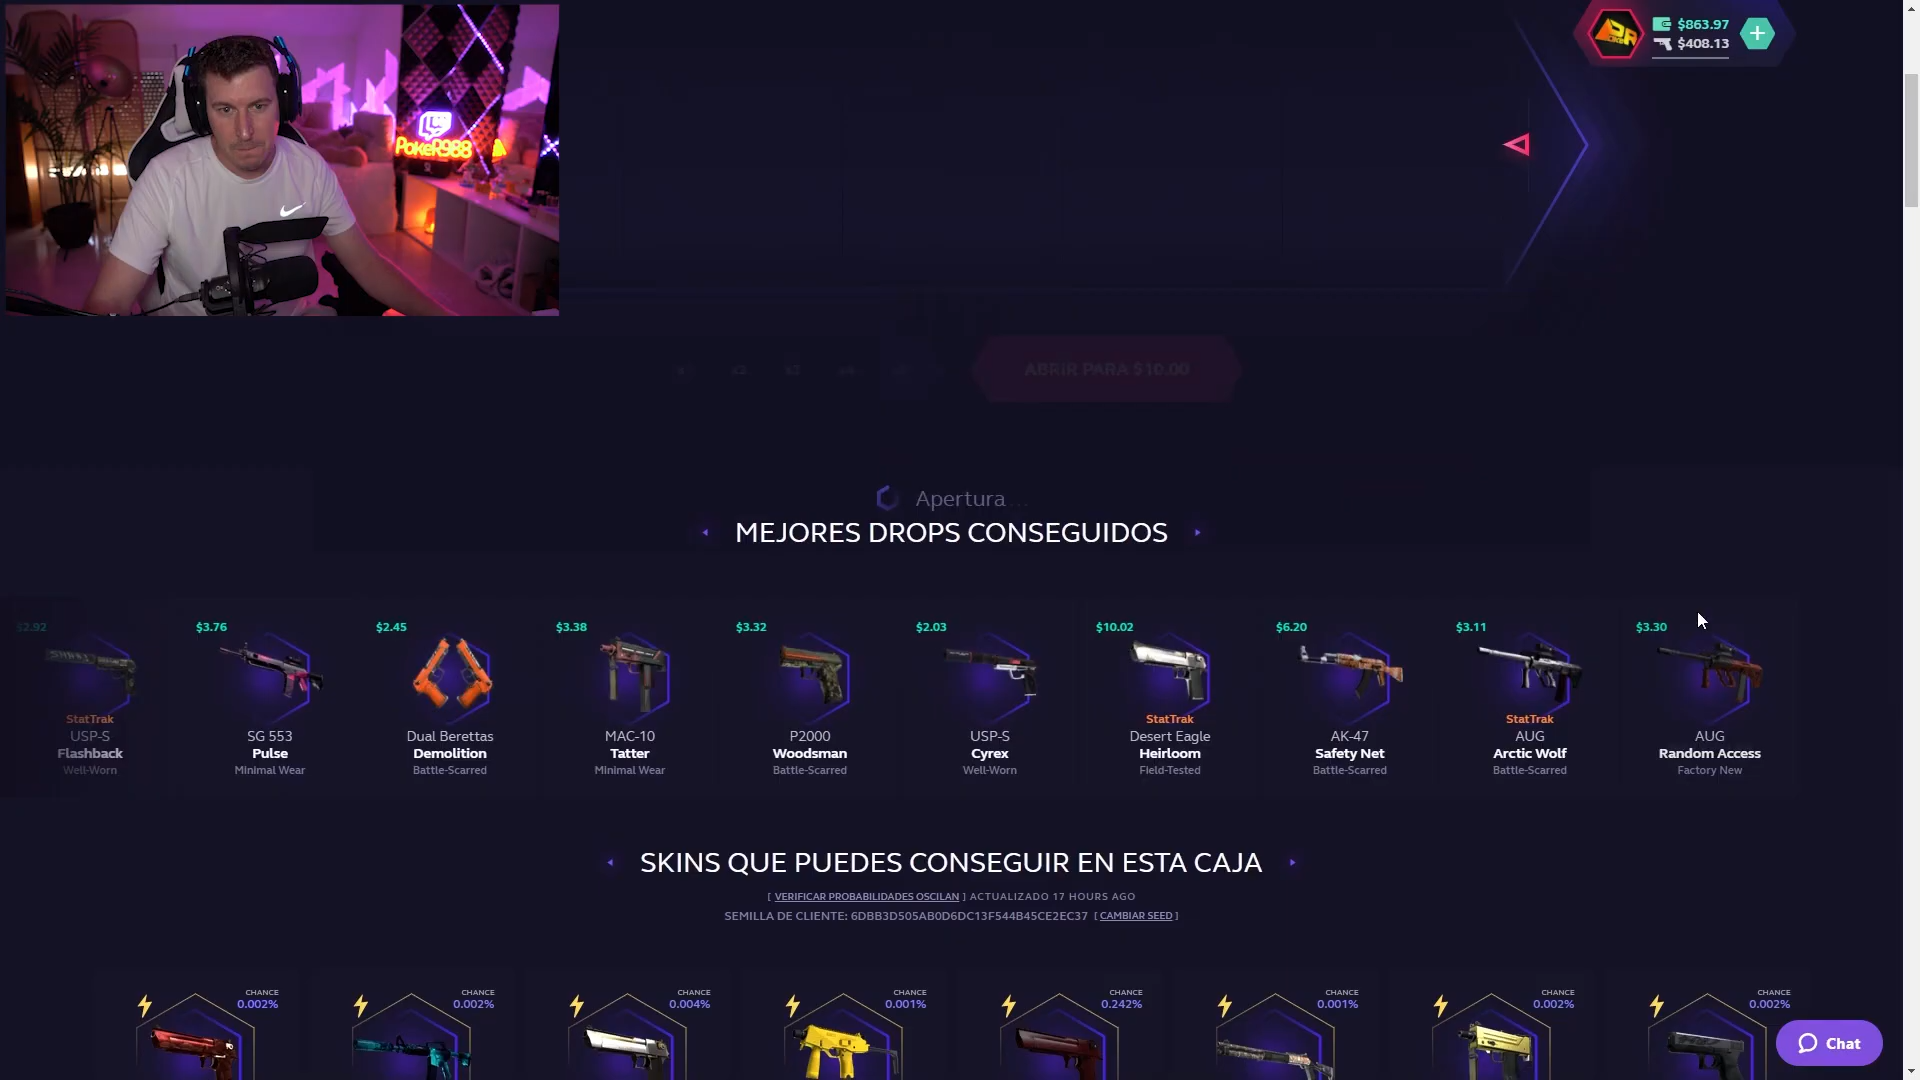 PoKeR988
$863.97
$408.13
ABRIR PARA $10.00
Apertura...
MEJORES DROPS CONSEGUIDOS
$2.92
StatTrak
USP-S
Flashback
Well-Worn
$3.76
SG 553
Pulse
Minimal Wear
$2.45
Dual Berettas
Demolition
Battle-Scarred
$3.38
MAC-10
Tatter
Minimal Wear
$3.32
P2000
Woodsman
Battle-Scarred
$2.03
USP-S
Cyrex
Well-Worn
$10.02
StatTrak
Desert Eagle
Heirloom
Field-Tested
$6.20
AK-47
Safety Net
Battle-Scarred
$3.11
StatTrak
AUG
Arctic Wolf
Battle-Scarred
$3.30
AUG
Random Access
Factory New
SKINS QUE PUEDES CONSEGUIR EN ESTA CAJA
[ VERIFICAR PROBABILIDADES OSCILAN ] ACTUALIZADO 17 HOURS AGO
SEMILLA DE CLIENTE: 6DBB3D505AB0D6DC13F544B45CE2EC37 [ CAMBIAR SEED ]
CHANCE
0.002%
CHANCE
0.002%
CHANCE
0.004%
CHANCE
0.001%
CHANCE
0.242%
CHANCE
0.001%
CHANCE
0.002%
CHANCE
0.002%
Chat